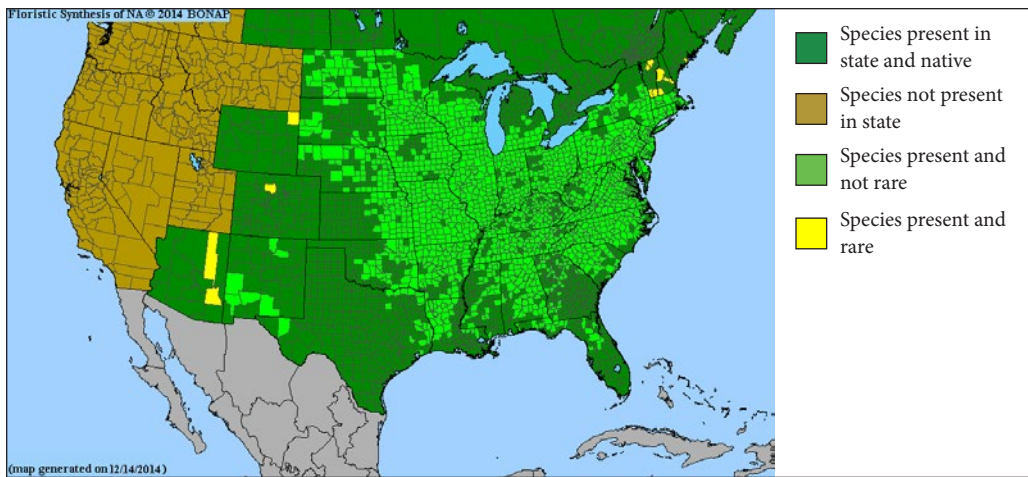 Floristic Synthesis of NA © 2014 BONAP
Species present in
state and native
Species not present
in state
Species present and
not rare
Species present and
rare
(map generated on 12/14/2014)